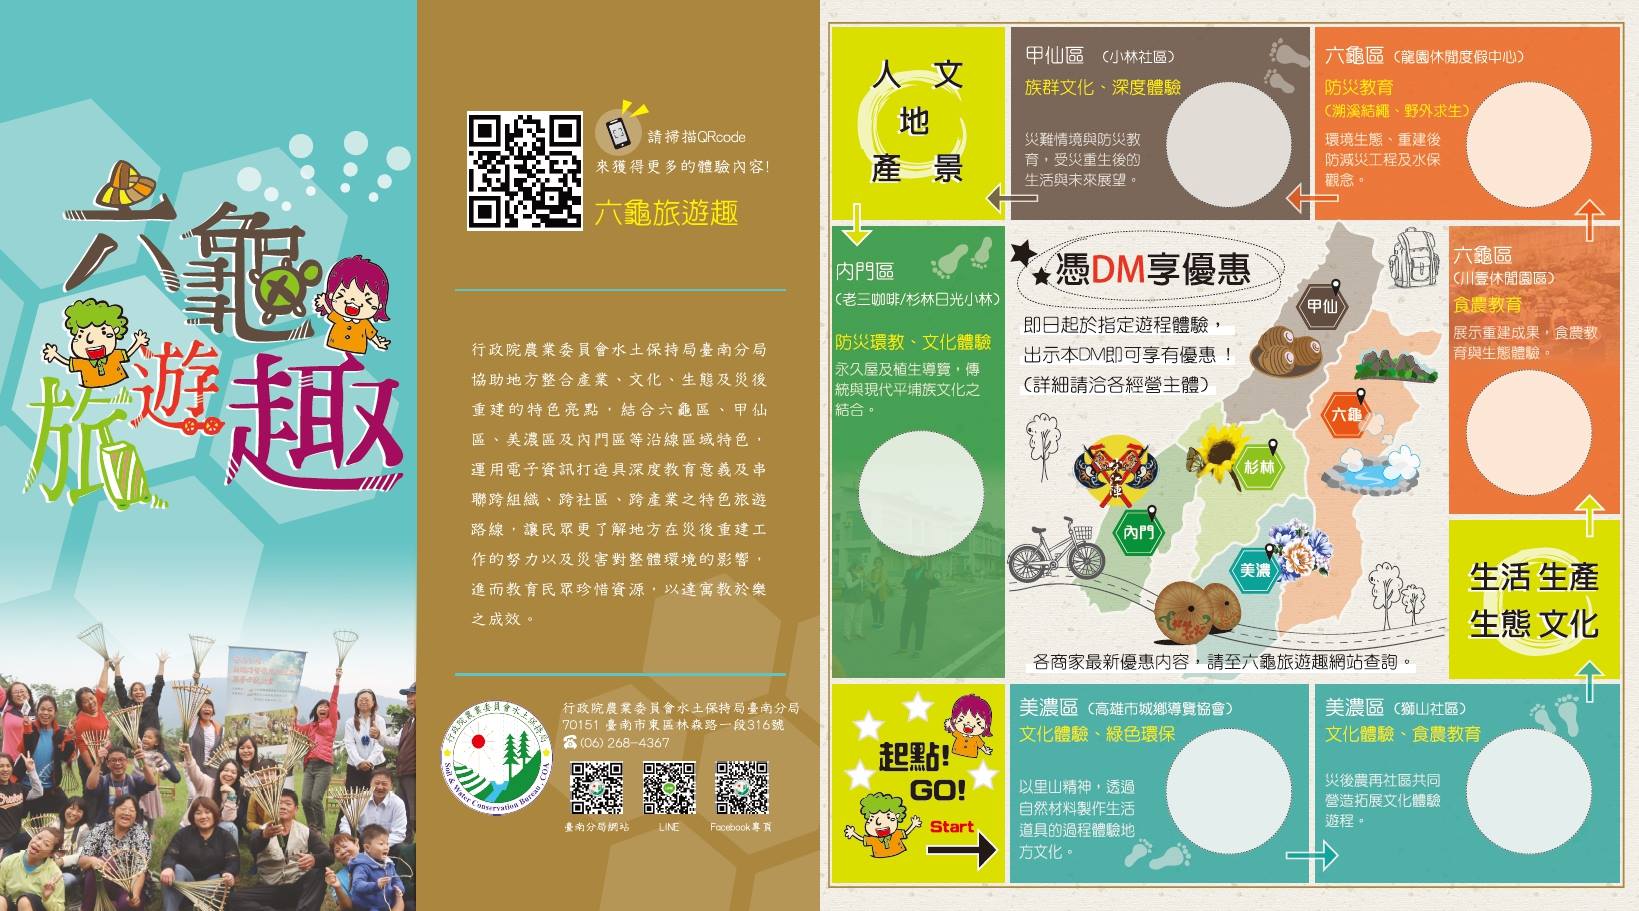 六龜
旅遊趣
請掃描QRcode
來獲得更多的體驗內容!
六龜旅遊趣
行政院農業委員會水土保持局臺南分局
協助地方整合產業、文化、生態及災後
重建的特色亮點，結合六龜區、甲仙
區、美濃區及內門區等沿線區域特色，
運用電子資訊打造具深度教育意義及串
聯跨組織、跨社區、跨產業之特色旅遊
路線，讓民眾更了解地方在災後重建工
作的努力以及災害對整體環境的影響，
進而教育民眾珍惜資源，以達寓教於樂
之成效。
行政院農業委員會水土保持局
Soil & Water Conservation Bureau, COA
行政院農業委員會水土保持局臺南分局
70151 臺南市東區林森路一段316號
☎(06) 268-4367
臺南分局網站
LINE
Facebook專頁
人 文
地
產 景
甲仙區 （小林社區）
族群文化、深度體驗
災難情境與防災教
育，受災重生後的
生活與未來展望。
六龜區（龍園休閒度假中心）
防災教育
（溯溪結繩、野外求生）
環境生態、重建後
防減災工程及水保
觀念。
內門區
（老三咖啡/杉林日光小林）
防災環教、文化體驗
永久屋及植生導覽，傳
統與現代平埔族文化之
結合。
憑DM享優惠
即日起於指定遊程體驗，
出示本DM即可享有優惠！
（詳細請洽各經營主體）
甲仙
六龜
杉林
內門
美濃
各商家最新優惠內容，請至六龜旅遊趣網站查詢。
六龜區
（川壹休閒園區）
食農教育
展示重建成果，食農教
育與生態體驗。
生活 生產
生態 文化
起點!
GO!
Start
美濃區（高雄市城鄉導覽協會）
文化體驗、綠色環保
以里山精神，透過
自然材料製作生活
道具的過程體驗地
方文化。
美濃區（獅山社區）
文化體驗、食農教育
災後農再社區共同
營造拓展文化體驗
遊程。